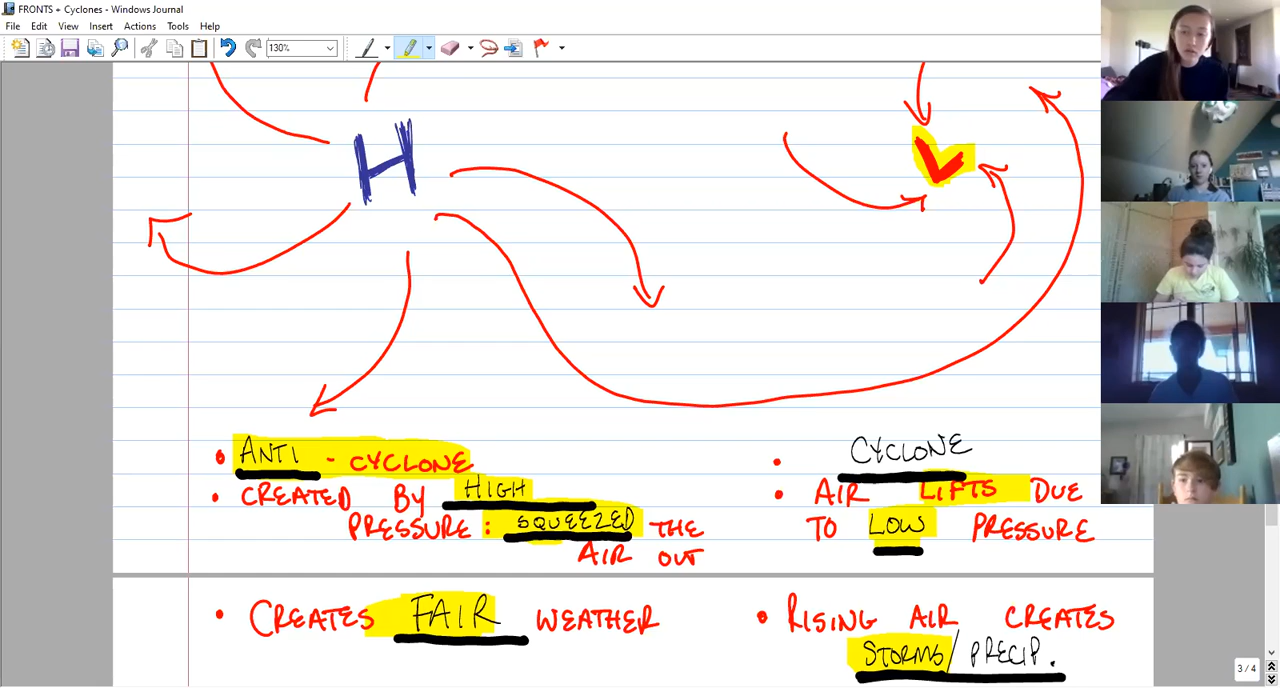 FRONTS + Cyclones - Windows Journal
File Edit View Insert Actions Tools Help
130%
H
L
• ANTI - CYCLONE
• CREATED BY HIGH
PRESSURE: SQUEEZED THE
AIR OUT
• CREATES FAIR WEATHER
• CYCLONE
• AIR LIFTS DUE
TO LOW PRESSURE
• RISING AIR CREATES
STORMS/PRECIP.
3 / 4